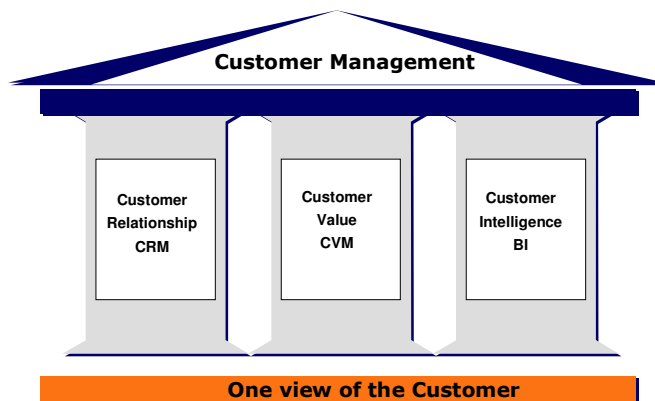 Customer Management
Customer
Relationship
CRM
Customer
Value
CVM
Customer
Intelligence
BI
One view of the Customer